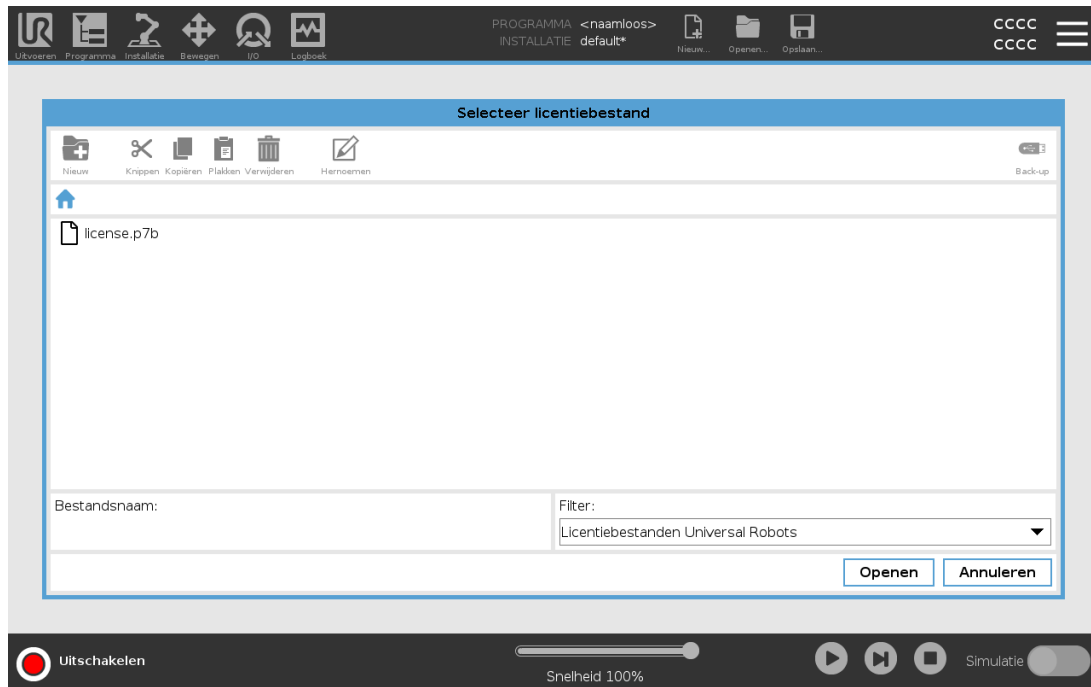 PROGRAMMA <naamloos>
INSTALLATIE default*
cccc
cccc
Uitvoeren Programma Installatie Bewegen I/O Logboek Nieuw... Openen... Opslaan...
Selecteer licentiebestand
Nieuw Knippen Kopiëren Plakken Verwijderen Hernoemen Back-up
license.p7b
Bestandsnaam: Filter:
Licentiebestanden Universal Robots
Openen Annuleren
Uitschakelen
Snelheid 100%
Simulatie